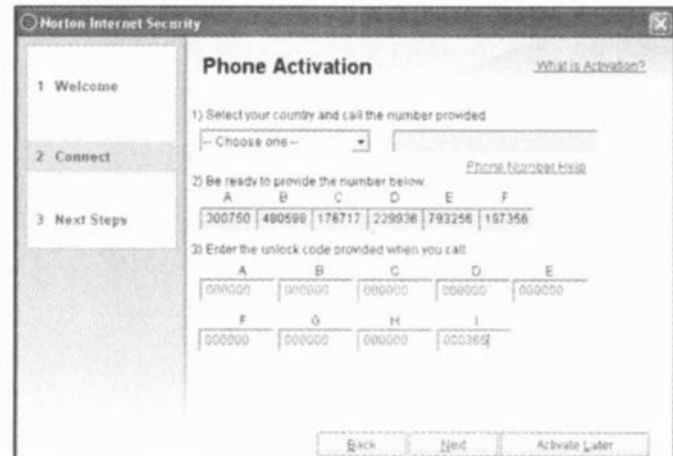 Norton Internet Security
1 Welcome
2 Connect
3 Next Steps
Phone Activation
What is Activation?
1) Select your country and call the number provided
-- Choose one --
Phone Number Help
2) Be ready to provide the number below.
A B C D E F
300750 480598 176717 229936 793256 197356
3) Enter the unlock code provided when you call
A B C D E
000000 000000 000000 000000 000000
F G H I
000000 000000 000000 000365
Back Next Activate Later